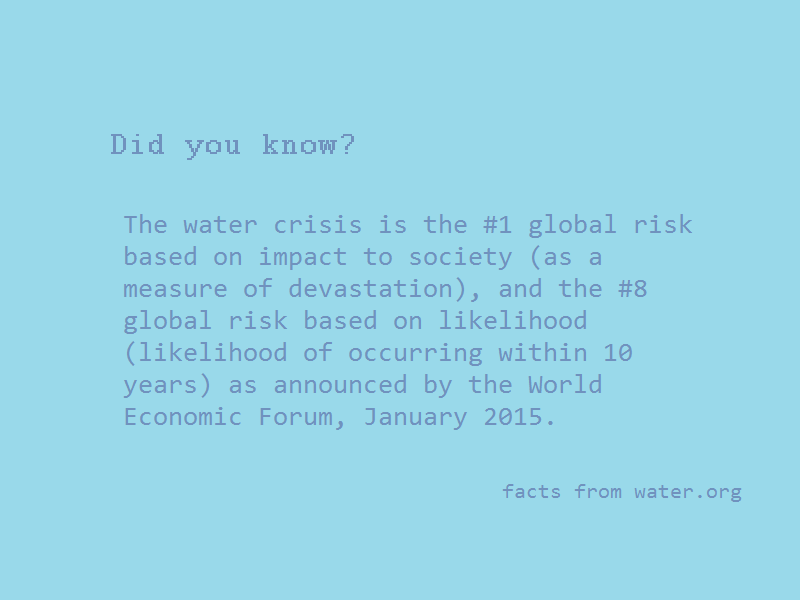 Did you know?
The water crisis is the #1 global risk
based on impact to society (as a
measure of devastation), and the #8
global risk based on likelihood
(likelihood of occurring within 10
years) as announced by the World
Economic Forum, January 2015.
facts from water.org